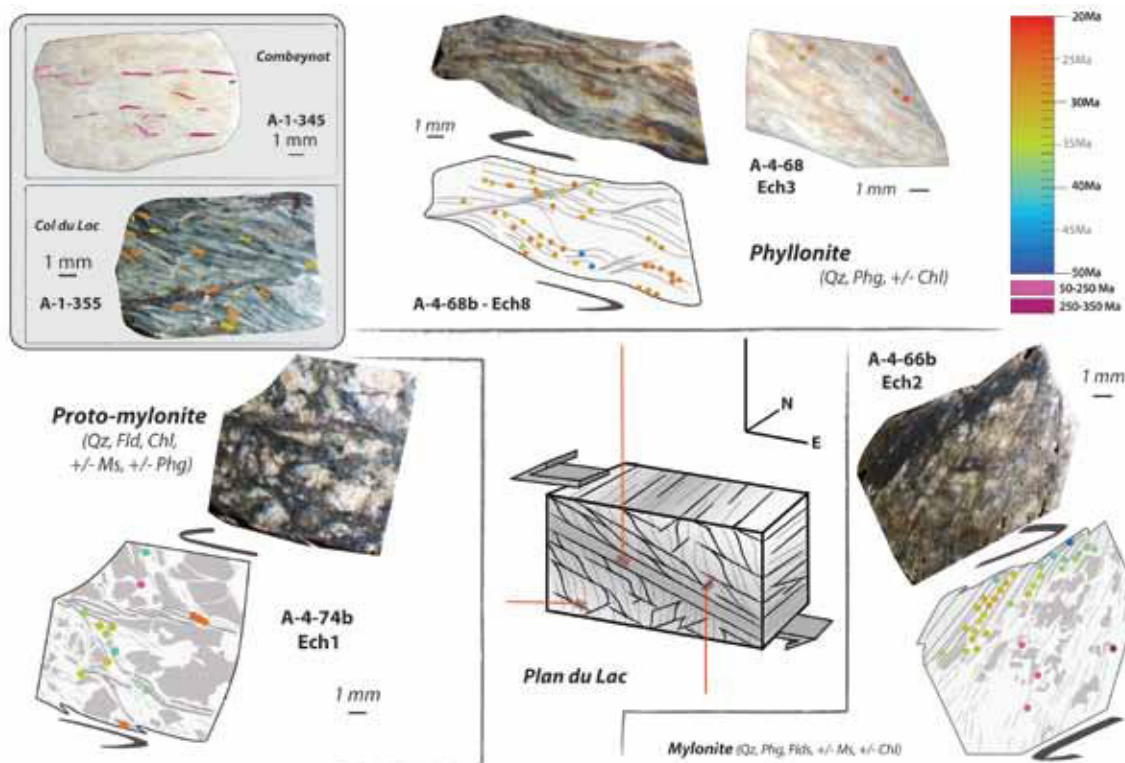 Combeynot
A-1-345
1 mm
Col du Lac
1 mm
A-1-355
1 mm
A-4-68b - Ech8
A-4-68
Ech3
1 mm
Phyllonite
(Qz, Phg, +/- Chl)
20Ma
25Ma
30Ma
35Ma
40Ma
45Ma
50Ma
50-250 Ma
250-350 Ma
Proto-mylonite
(Qz, Fld, Chl,
+/- Ms, +/- Phg)
A-4-74b
Ech1
1 mm
N
E
Plan du Lac
A-4-66b
Ech2
1 mm
Mylonite (Qz, Phg, Flds, +/- Ms, +/- Chl)